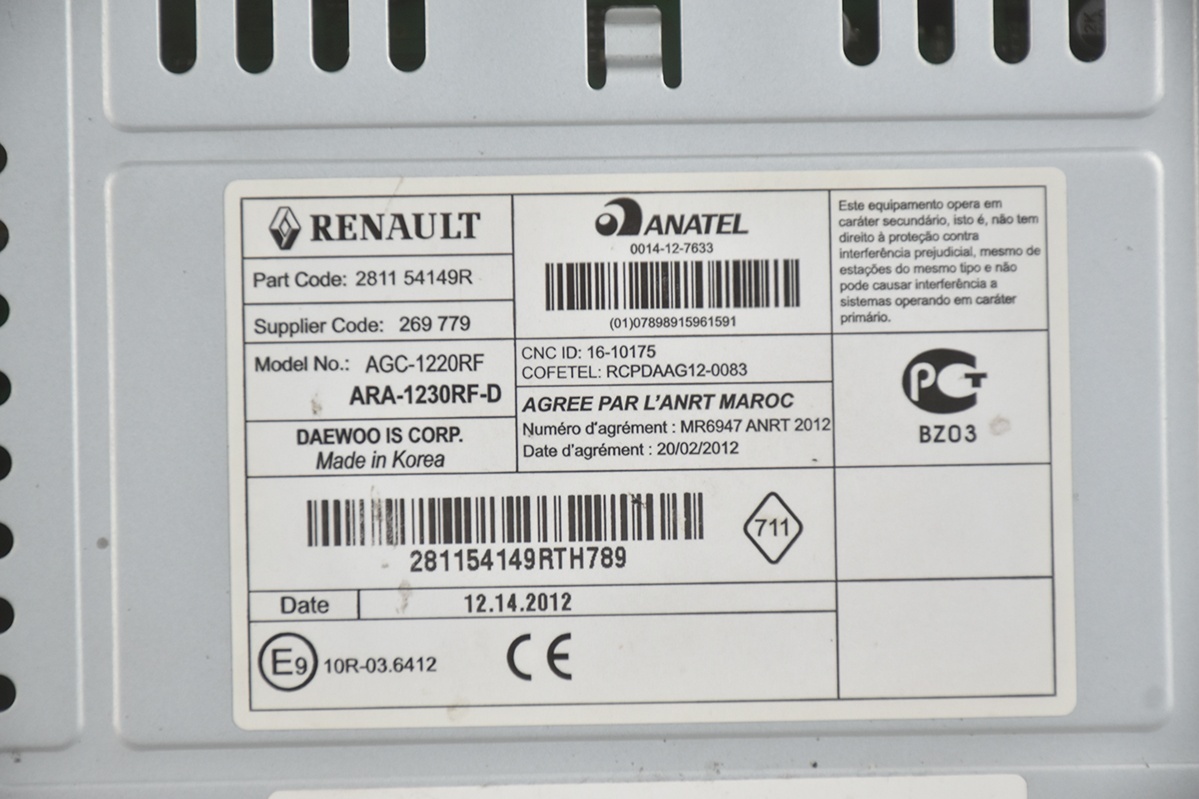 RENAULT
Part Code: 2811 54149R
Supplier Code: 269 779
Model No.: AGC-1220RF
ARA-1230RF-D
DAEWOO IS CORP.
Made in Korea
ANATEL
0014-12-7633
(01)07898915961591
CNC ID: 16-10175
COFETEL: RCPDAAG12-0083
AGREE PAR L'ANRT MAROC
Numéro d'agrément : MR6947 ANRT 2012
Date d'agrément : 20/02/2012
Este equipamento opera em
caráter secundário, isto é, não tem
direito à proteção contra
interferência prejudicial, mesmo de
estações do mesmo tipo e não
pode causar interferência a
sistemas operando em caráter
primário.
PCT
BZ03
281154149RTH789
711
Date 12.14.2012
E9 10R-03.6412
CE